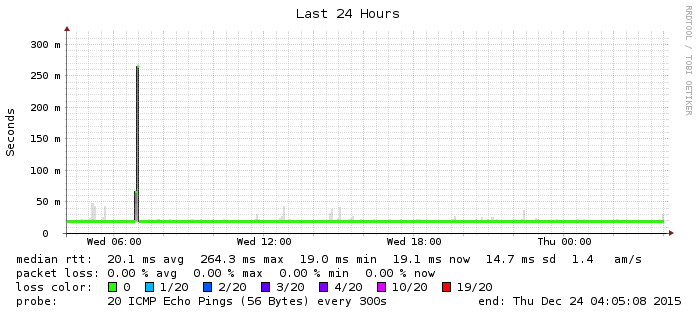 Last 24 Hours
RRDTOOL / TOBI OETIKER
Seconds
300 m
250 m
200 m
150 m
100 m
50 m
0
Wed 06:00 Wed 12:00 Wed 18:00 Thu 00:00
median rtt: 20.1 ms avg 264.3 ms max 19.0 ms min 19.1 ms now 14.7 ms sd 1.4 am/s
packet loss: 0.00 % avg 0.00 % max 0.00 % min 0.00 % now
loss color: 0 1/20 2/20 3/20 4/20 10/20 19/20
probe: 20 ICMP Echo Pings (56 Bytes) every 300s end: Thu Dec 24 04:05:08 2015